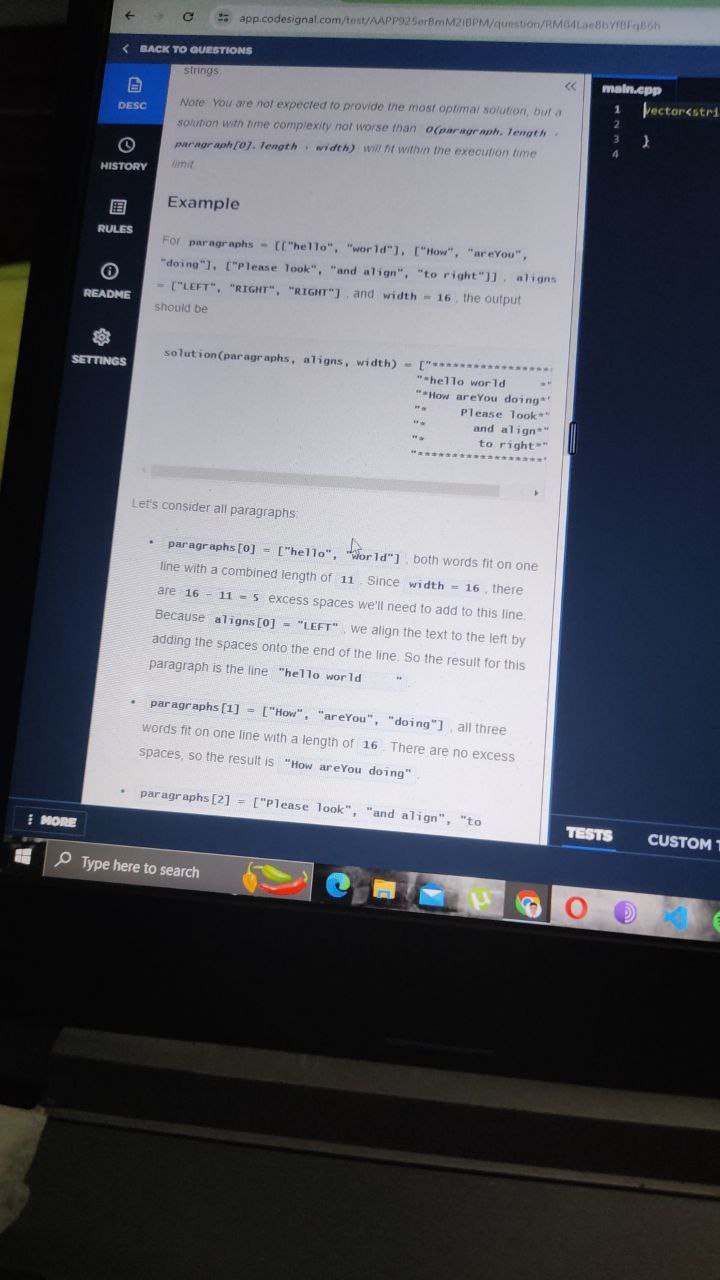 app.codesignal.com/test/
BACK TO QUESTIONS
DESC
HISTORY
RULES
README
SETTINGS
MORE
strings.
Note: You are not expected to provide the most optimal solution, but a
solution with time complexity not worse than O(paragraph.length ·
paragraph[0].length · width) will fit within the execution time
limit.
Example
For paragraphs = [["hello", "world"], ["How", "areYou",
"doing"], ["Please look", "and align", "to right"]], aligns
= ["LEFT", "RIGHT", "RIGHT"], and width = 16, the output
should be
solution(paragraphs, aligns, width) = ["******************
"*hello world     *"
"*How areYou doing*"
"*     Please look*"
"*       and align*"
"*        to right*"
"******************"
Let's consider all paragraphs:
• paragraphs[0] = ["hello", "world"], both words fit on one
line with a combined length of 11. Since width = 16, there
are 16 - 11 = 5 excess spaces we'll need to add to this line.
Because aligns[0] = "LEFT", we align the text to the left by
adding the spaces onto the end of the line. So the result for this
paragraph is the line "hello world     ".
• paragraphs[1] = ["How", "areYou", "doing"], all three
words fit on one line with a length of 16. There are no excess
spaces, so the result is "How areYou doing".
• paragraphs[2] = ["Please look", "and align", "to
main.cpp
1 vector<stri
2
3 }
4
TESTS
CUSTOM T
Type here to search